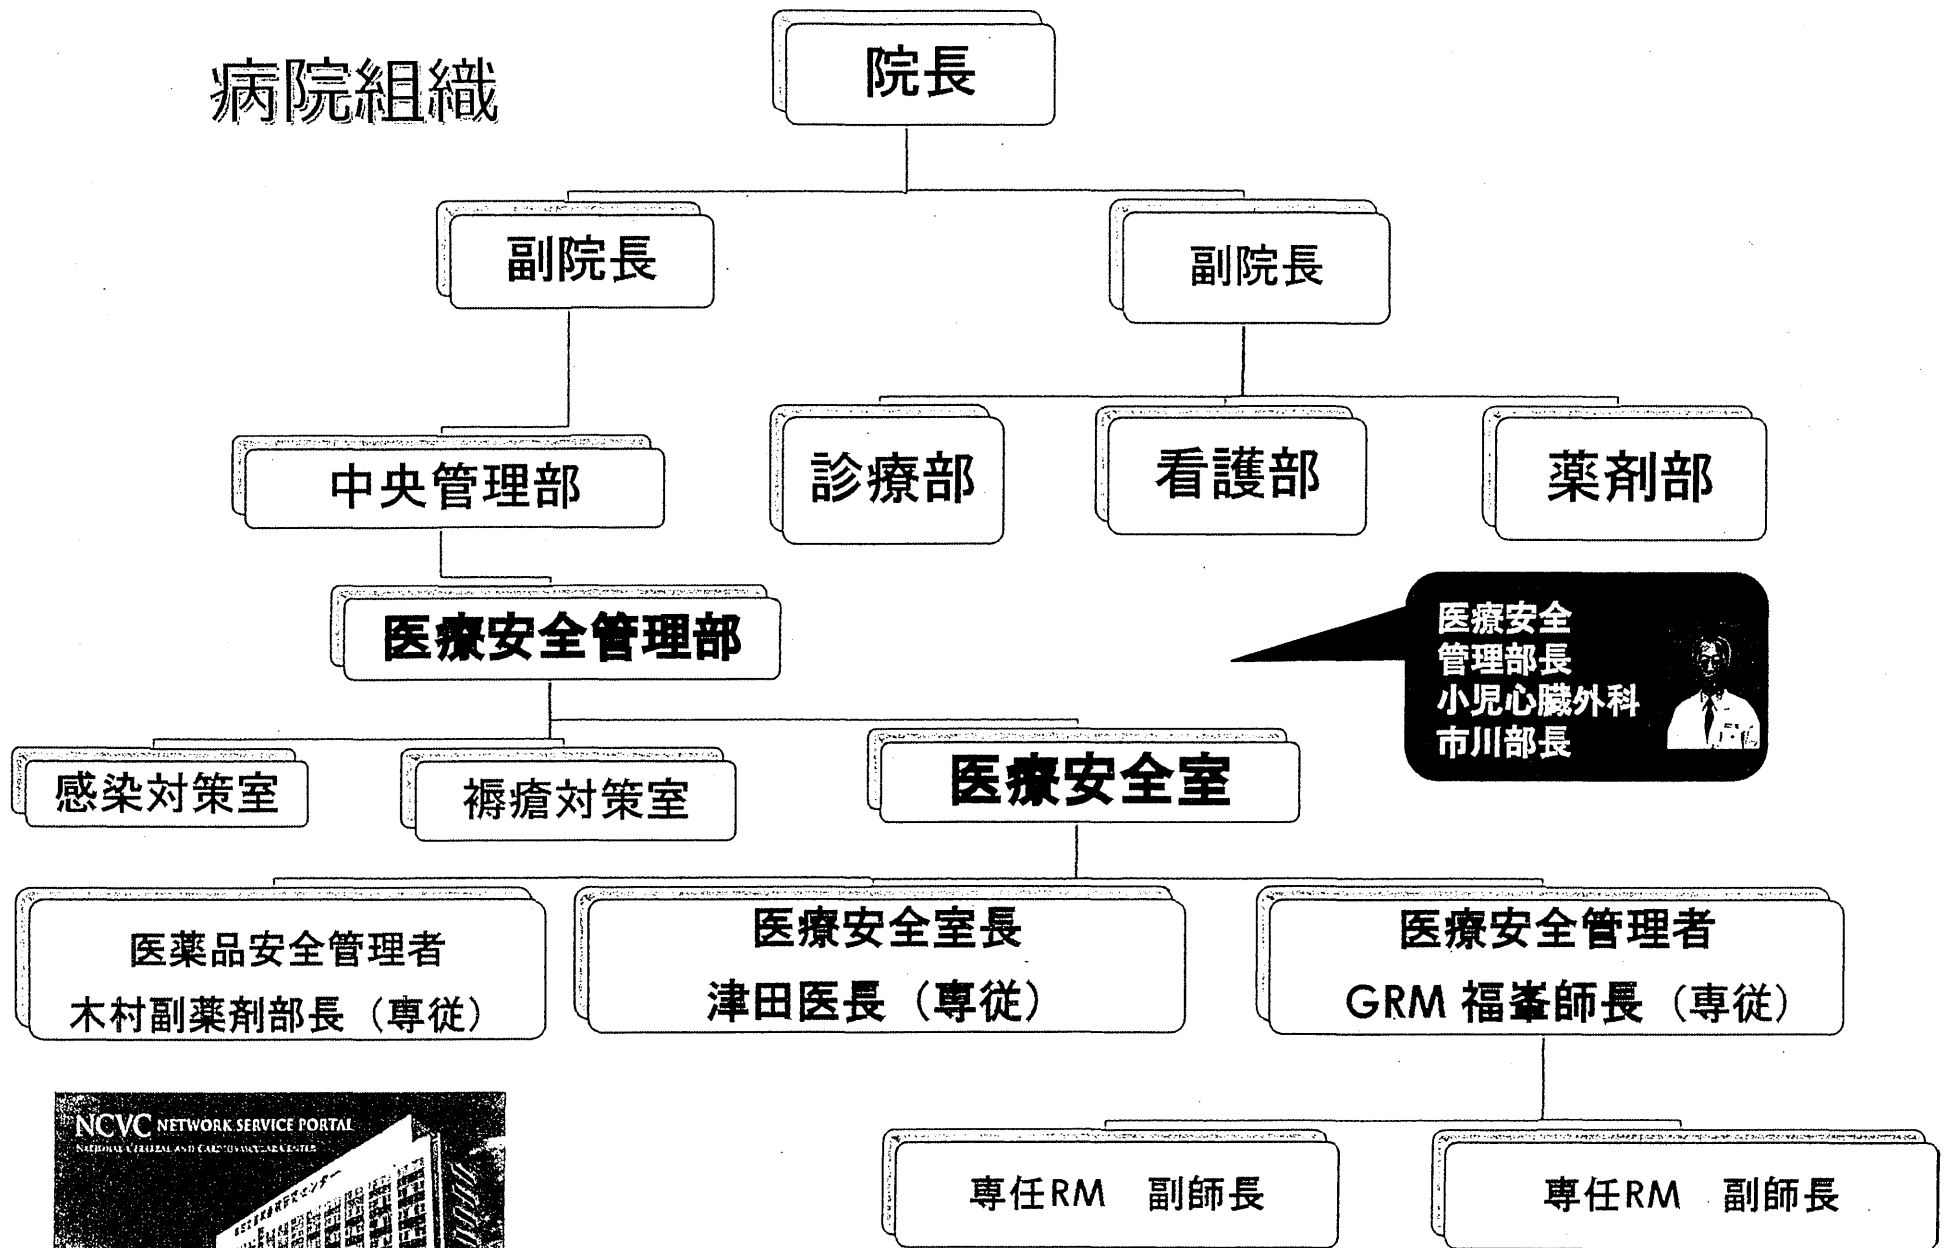 病院組織
院長
副院長
副院長
中央管理部
診療部
看護部
薬剤部
医療安全管理部
医療安全
管理部長
小児心臓外科
市川部長
感染対策室
褥瘡対策室
医療安全室
医薬品安全管理者
木村副薬剤部長（専従）
医療安全室長
津田医長（専従）
医療安全管理者
GRM 福峯師長（専従）
専任RM 副師長
専任RM 副師長
NCVC NETWORK SERVICE PORTAL
NATIONAL CEREBRAL AND CARDIOVASCULAR CENTER